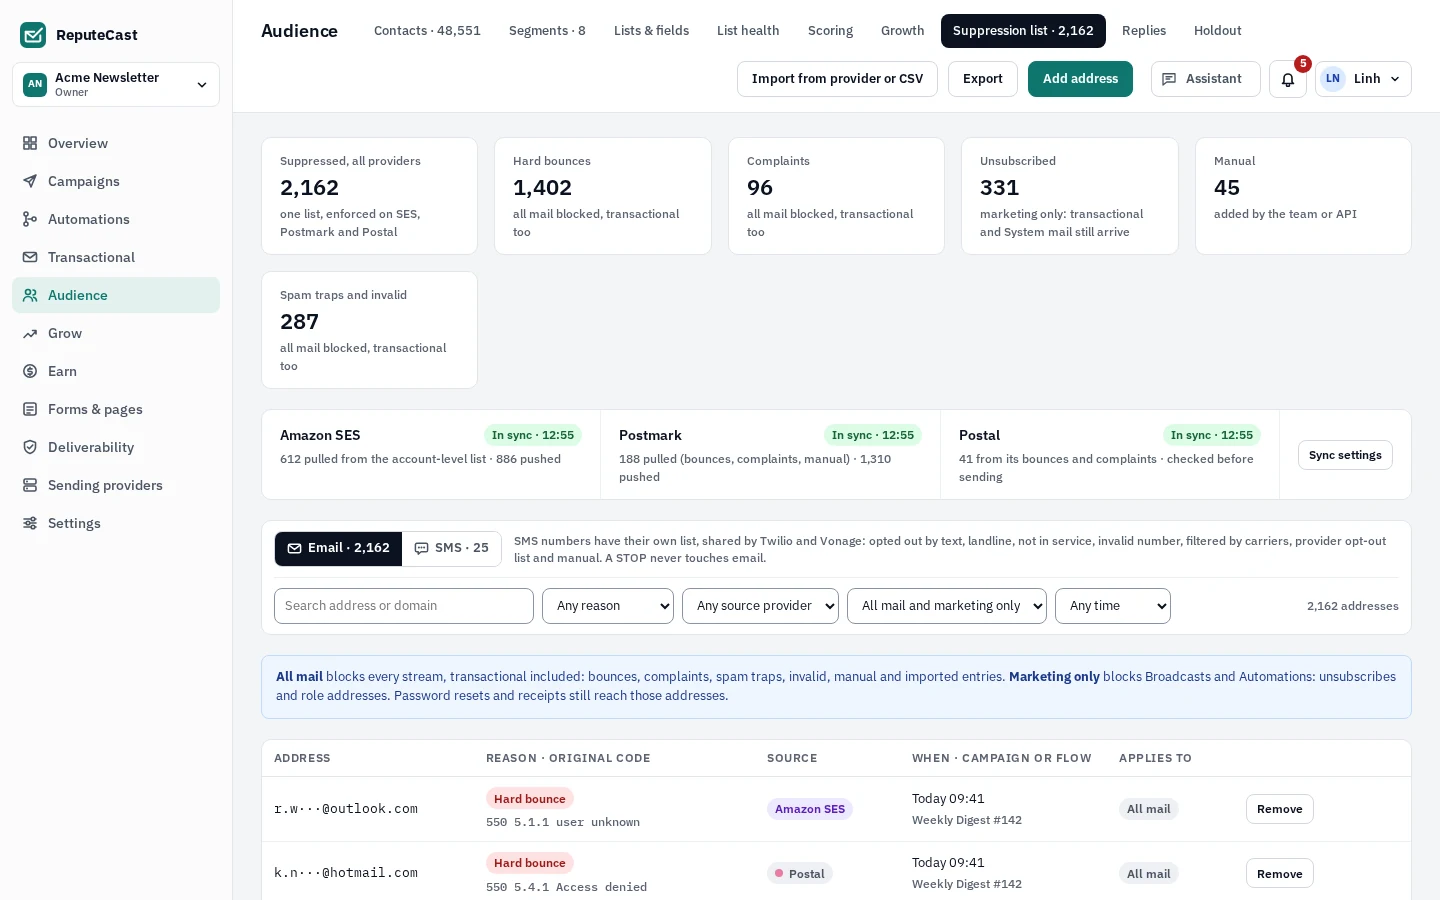 ReputeCast
AN
Acme Newsletter
Owner
Overview
Campaigns
Automations
Transactional
Audience
Grow
Earn
Forms & pages
Deliverability
Sending providers
Settings
Audience
Contacts · 48,551
Segments · 8
Lists & fields
List health
Scoring
Growth
Suppression list · 2,162
Replies
Holdout
Import from provider or CSV
Export
Add address
Assistant
5
LN
Linh
Suppressed, all providers
2,162
one list, enforced on SES,
Postmark and Postal
Hard bounces
1,402
all mail blocked, transactional
too
Complaints
96
all mail blocked, transactional
too
Unsubscribed
331
marketing only: transactional
and System mail still arrive
Manual
45
added by the team or API
Spam traps and invalid
287
all mail blocked, transactional
too
Amazon SES
In sync · 12:55
612 pulled from the account-level list · 886 pushed
Postmark
In sync · 12:55
188 pulled (bounces, complaints, manual) · 1,310
pushed
Postal
In sync · 12:55
41 from its bounces and complaints · checked before
sending
Sync settings
Email · 2,162
SMS · 25
SMS numbers have their own list, shared by Twilio and Vonage: opted out by text, landline, not in service, invalid number, filtered by carriers, provider opt-out
list and manual. A STOP never touches email.
Search address or domain
Any reason
Any source provider
All mail and marketing only
Any time
2,162 addresses
All mail blocks every stream, transactional included: bounces, complaints, spam traps, invalid, manual and imported entries. Marketing only blocks Broadcasts and Automations: unsubscribes
and role addresses. Password resets and receipts still reach those addresses.
ADDRESS
REASON · ORIGINAL CODE
SOURCE
WHEN · CAMPAIGN OR FLOW
APPLIES TO
r.w···@outlook.com
Hard bounce
550 5.1.1 user unknown
Amazon SES
Today 09:41
Weekly Digest #142
All mail
Remove
k.n···@hotmail.com
Hard bounce
550 5.4.1 Access denied
Postal
Today 09:41
Weekly Digest #142
All mail
Remove